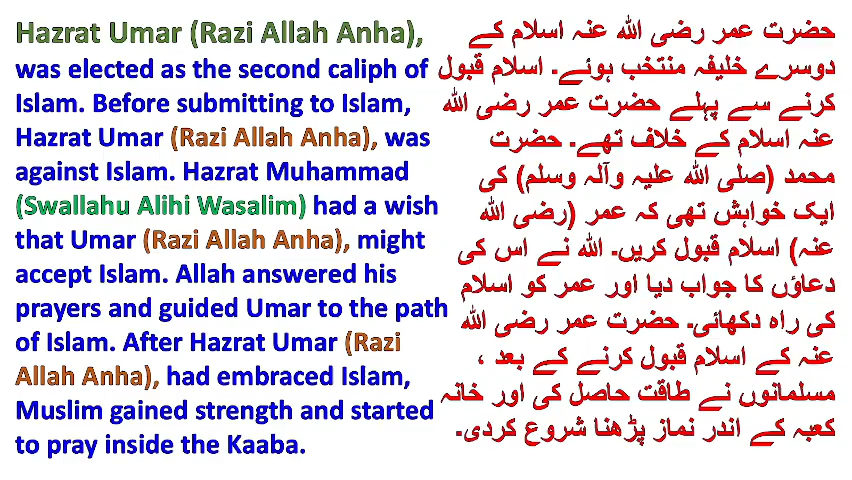 Hazrat Umar (Razi Allah Anha),
was elected as the second caliph of
Islam. Before submitting to Islam,
Hazrat Umar (Razi Allah Anha), was
against Islam. Hazrat Muhammad
(Swallahu Alihi Wasalim) had a wish
that Umar (Razi Allah Anha), might
accept Islam. Allah answered his
prayers and guided Umar to the path
of Islam. After Hazrat Umar (Razi
Allah Anha), had embraced Islam,
Muslim gained strength and started
to pray inside the Kaaba.
حضرت عمر رضی اللہ عنہ اسلام کے
دوسرے خلیفہ منتخب ہوئے۔ اسلام قبول
کرنے سے پہلے حضرت عمر رضی اللہ
عنہ اسلام کے خلاف تھے۔ حضرت
محمد (صلی اللہ علیہ وآلہ وسلم) کی
ایک خواہش تھی کہ عمر (رضی اللہ
عنہ) اسلام قبول کریں۔ اللہ نے اس کی
دعاؤں کا جواب دیا اور عمر کو اسلام
کی راہ دکھائی۔ حضرت عمر رضی اللہ
عنہ کے اسلام قبول کرنے کے بعد ،
مسلمانوں نے طاقت حاصل کی اور خانہ
کعبہ کے اندر نماز پڑھنا شروع کردی۔